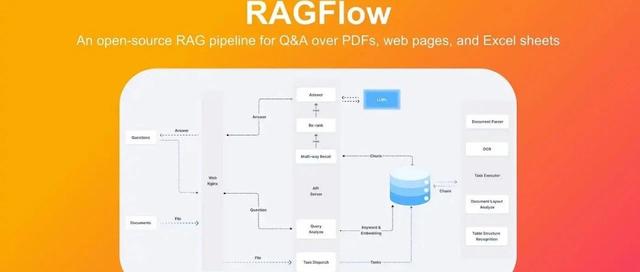 RAGFlow
An open-source RAG pipeline for Q&A over PDFs, web pages, and Excel sheets
Answer
LLMs
Answer
Document Parser
Re-rank
Questions
Answer
OCR
Multi-way Recall
Chunk
Web
Nginx
API
Server
Task Executor
Chunk
Question
Document Layout
Analyze
Documents
File
Query
Analyze
Keyword &
Embedding
Table Structure
Recognition
File
Task Dispatch
Tasks